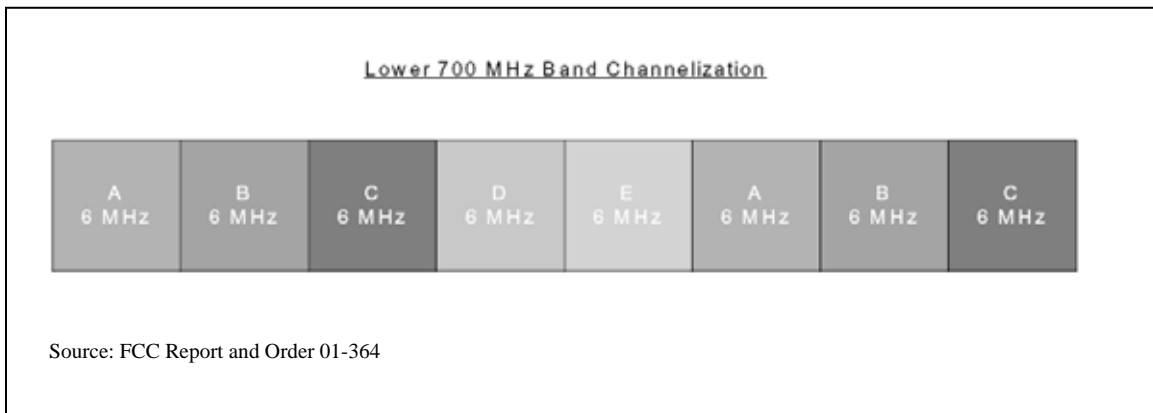 Lower 700 MHz Band Channelization
A B C D E A B C
6 MHz 6 MHz 6 MHz 6 MHz 6 MHz 6 MHz 6 MHz 6 MHz
Source: FCC Report and Order 01-364